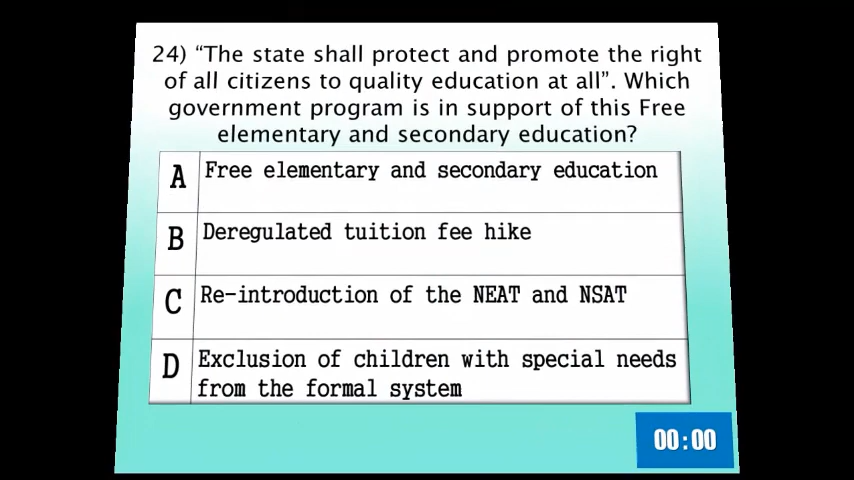 24) “The state shall protect and promote the right
of all citizens to quality education at all”. Which
government program is in support of this Free
elementary and secondary education?
A Free elementary and secondary education
B Deregulated tuition fee hike
C Re-introduction of the NEAT and NSAT
D Exclusion of children with special needs
from the formal system
00:00